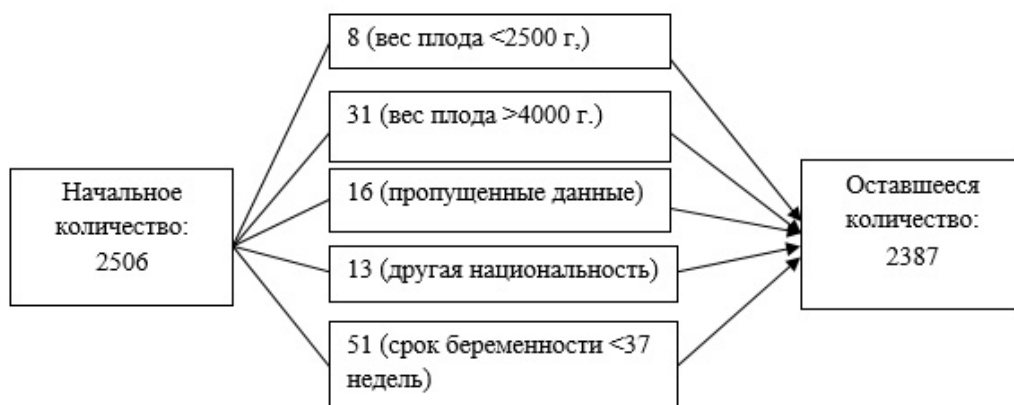 8 (вес плода <2500 г,)
31 (вес плода >4000 г.)
Начальное
количество:
2506
16 (пропущенные данные)
13 (другая национальность)
51 (срок беременности <37
недель)
Оставшееся
количество:
2387